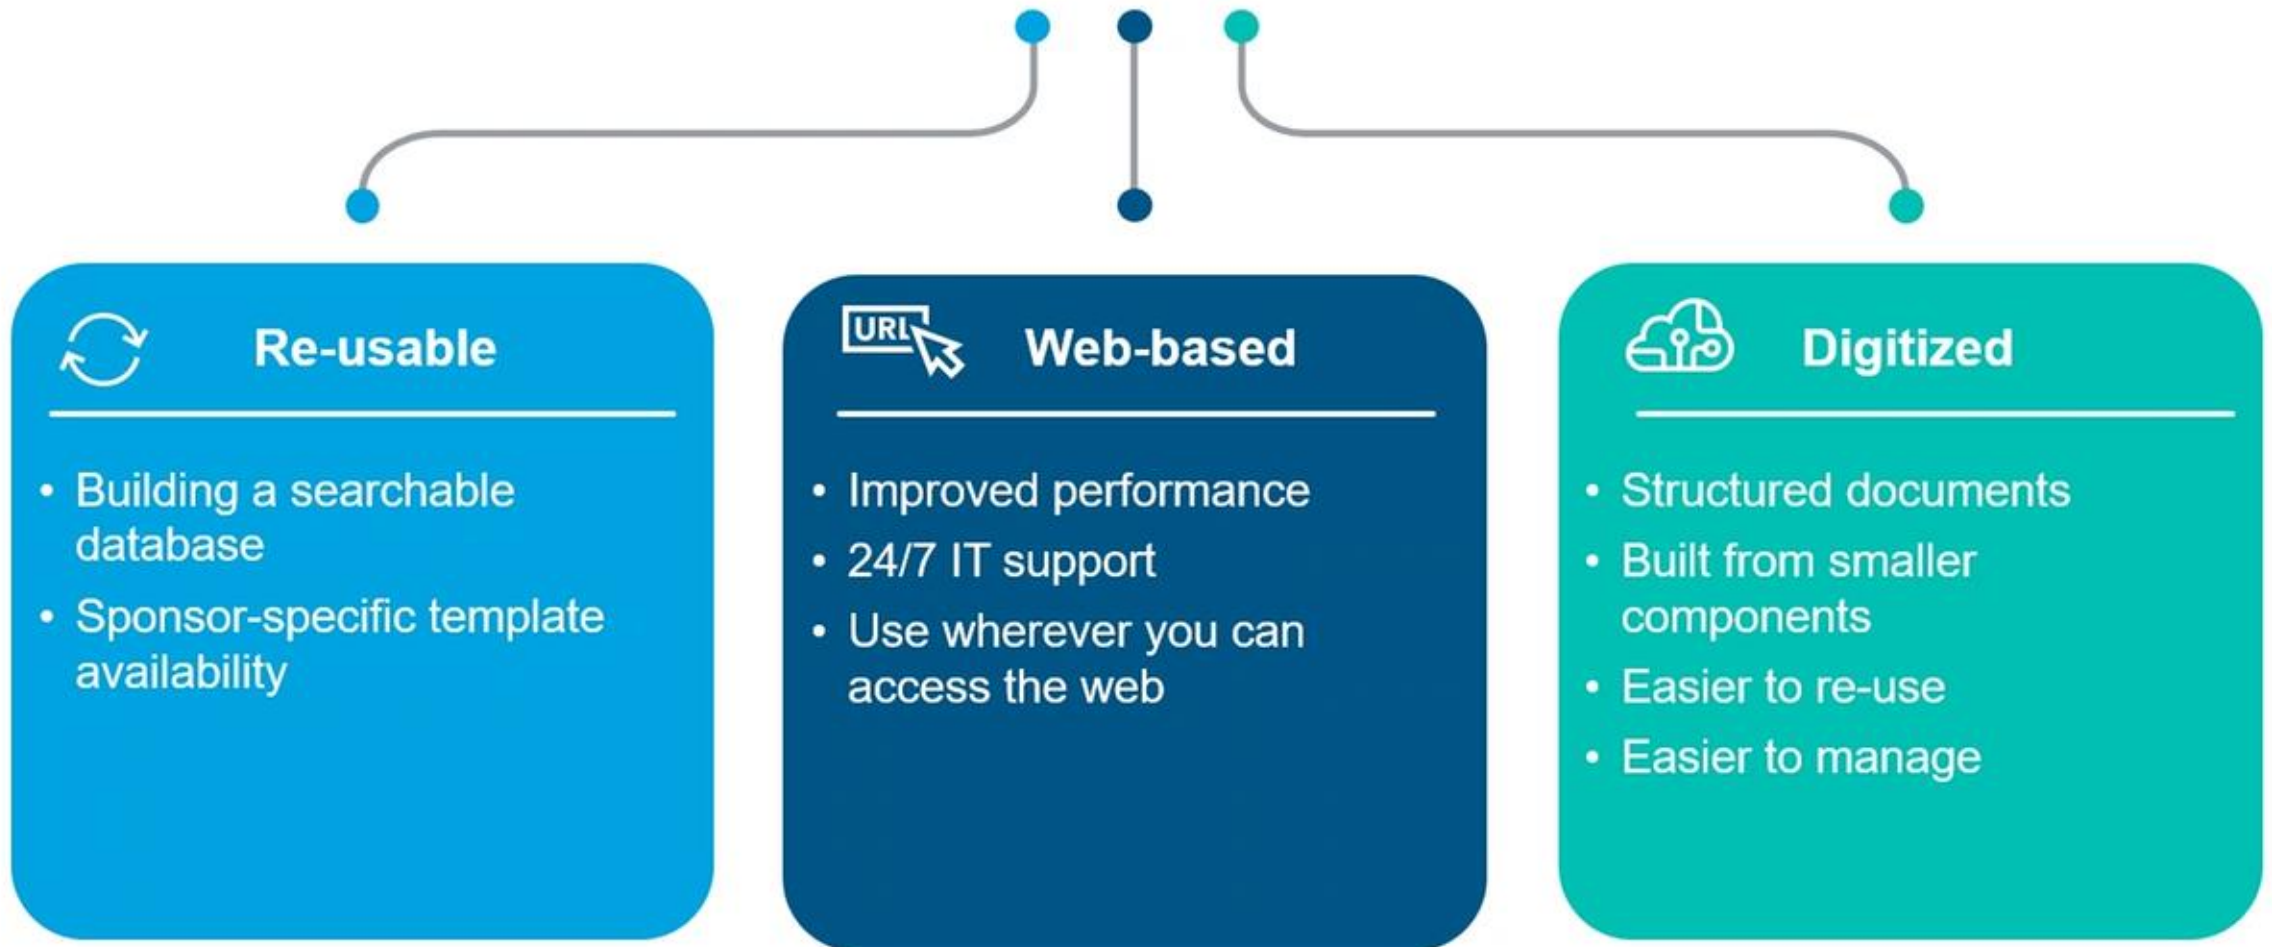 Re-usable
• Building a searchable
database
• Sponsor-specific template
availability
URL
Web-based
• Improved performance
• 24/7 IT support
• Use wherever you can
access the web
Digitized
• Structured documents
• Built from smaller
components
• Easier to re-use
• Easier to manage